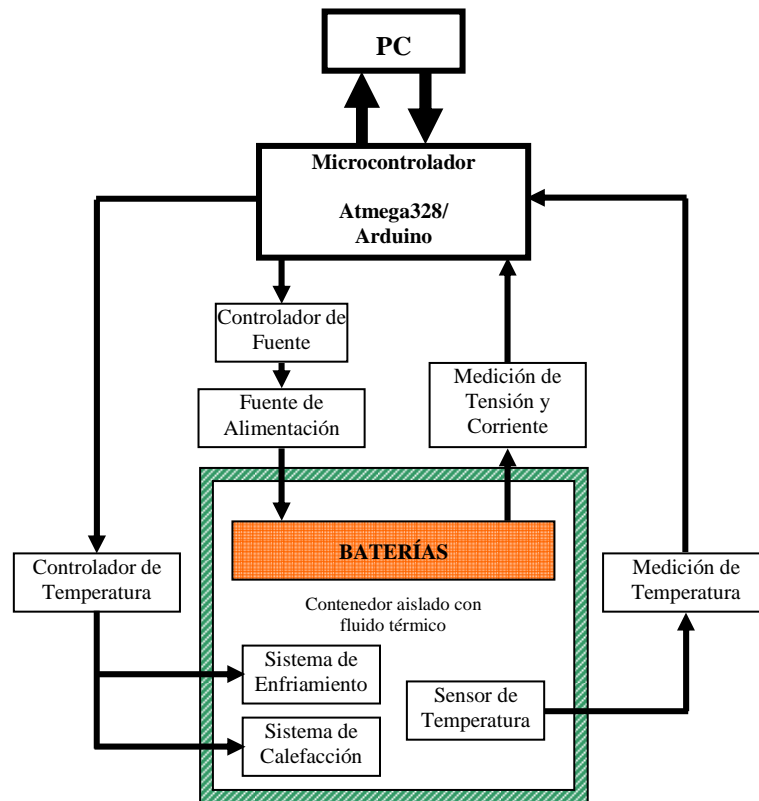 PC
Microcontrolador
Atmega328/
Arduino
Controlador de
Fuente
Fuente de
Alimentación
Medición de
Tensión y
Corriente
BATERÍAS
Controlador de
Temperatura
Medición de
Temperatura
Contenedor aislado con
fluido térmico
Sistema de
Enfriamiento
Sensor de
Temperatura
Sistema de
Calefacción